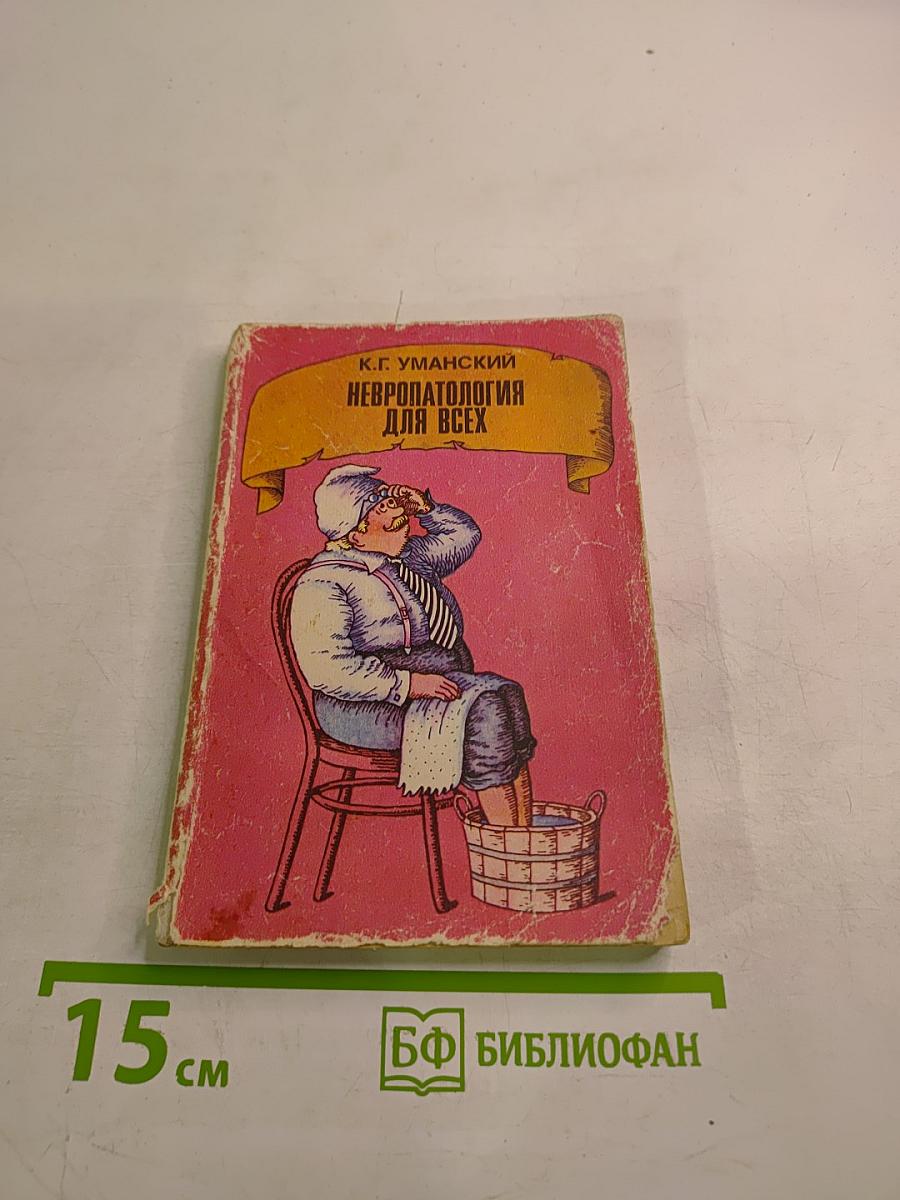 К.Г. УМАНСКИЙ
НЕВРОПАТОЛОГИЯ
ДЛЯ ВСЕХ
15 см
БФ БИБЛИОФАН